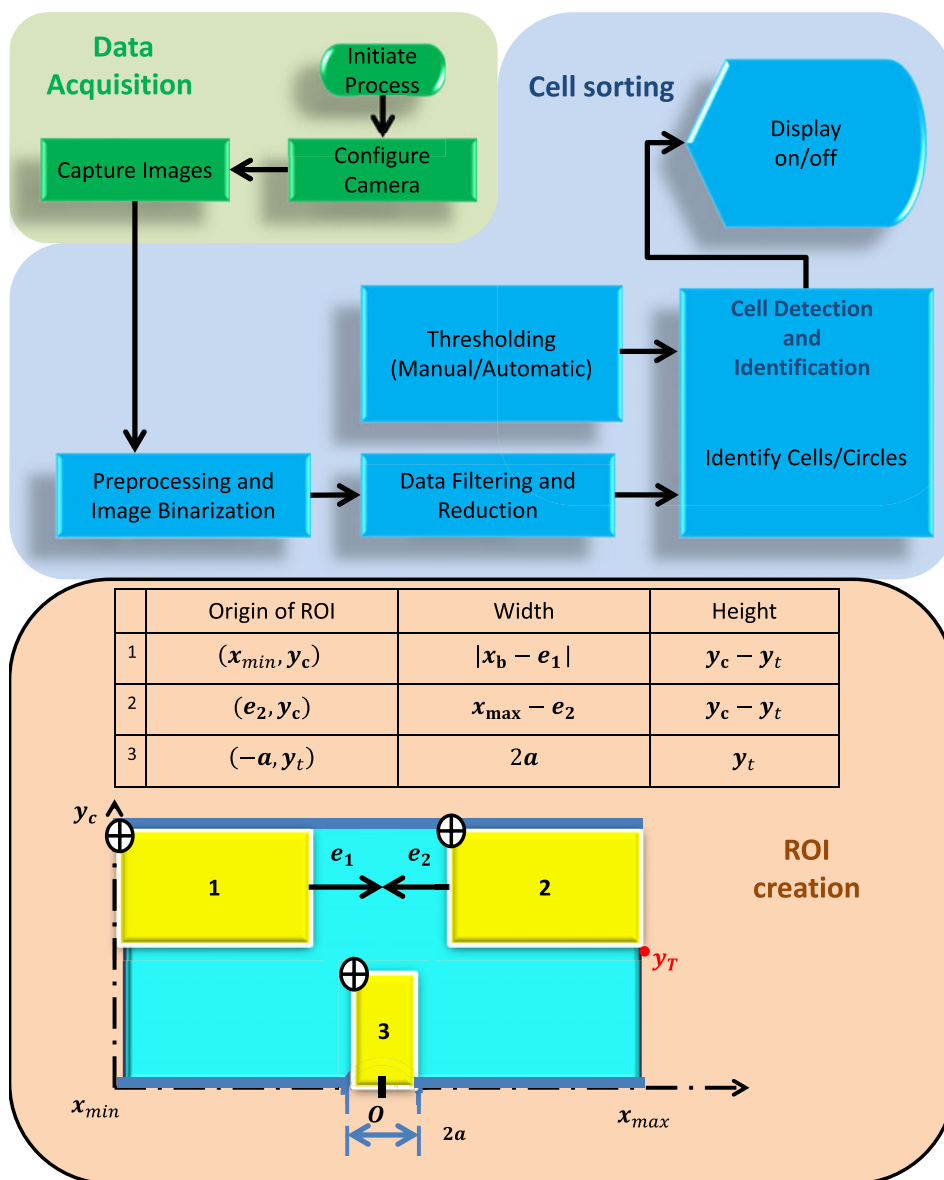 Data
Acquisition
Initiate
Process
Configure
Camera
Capture Images
Cell sorting
Display
on/off
Thresholding
(Manual/Automatic)
Cell Detection
and
Identification
Identify Cells/Circles
Preprocessing and
Image Binarization
Data Filtering and
Reduction
Origin of ROI Width Height
1 (x_min, y_c) |x_b − e_1| y_c − y_t
2 (e_2, y_c) x_max − e_2 y_c − y_t
3 (−a, y_t) 2a y_t
y_c
e_1 e_2
1 2
ROI
creation
y_T
3
x_min O x_max
2a